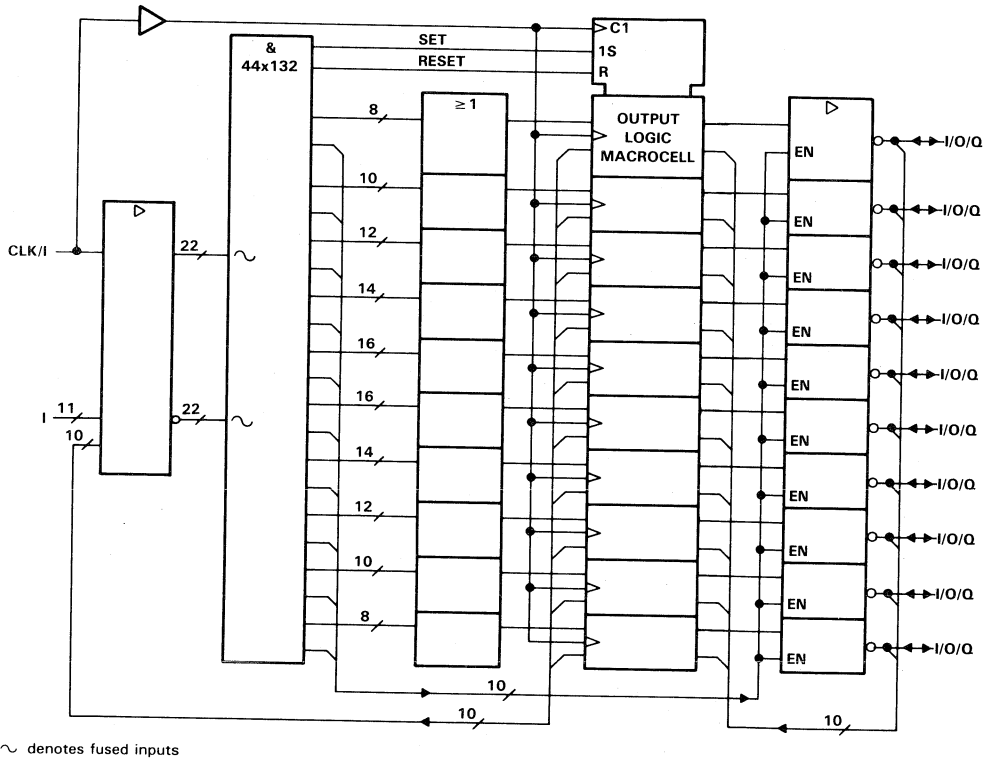 C1
SET
1S
&
44x132
RESET
R
8
≥1
OUTPUT
LOGIC
MACROCELL
EN
I/O/Q
10
EN
I/O/Q
12
CLK/I
22
EN
I/O/Q
14
EN
I/O/Q
16
EN
I/O/Q
16
I
11
22
10
EN
I/O/Q
14
EN
I/O/Q
12
EN
I/O/Q
10
EN
I/O/Q
8
EN
I/O/Q
10
10
10
denotes fused inputs